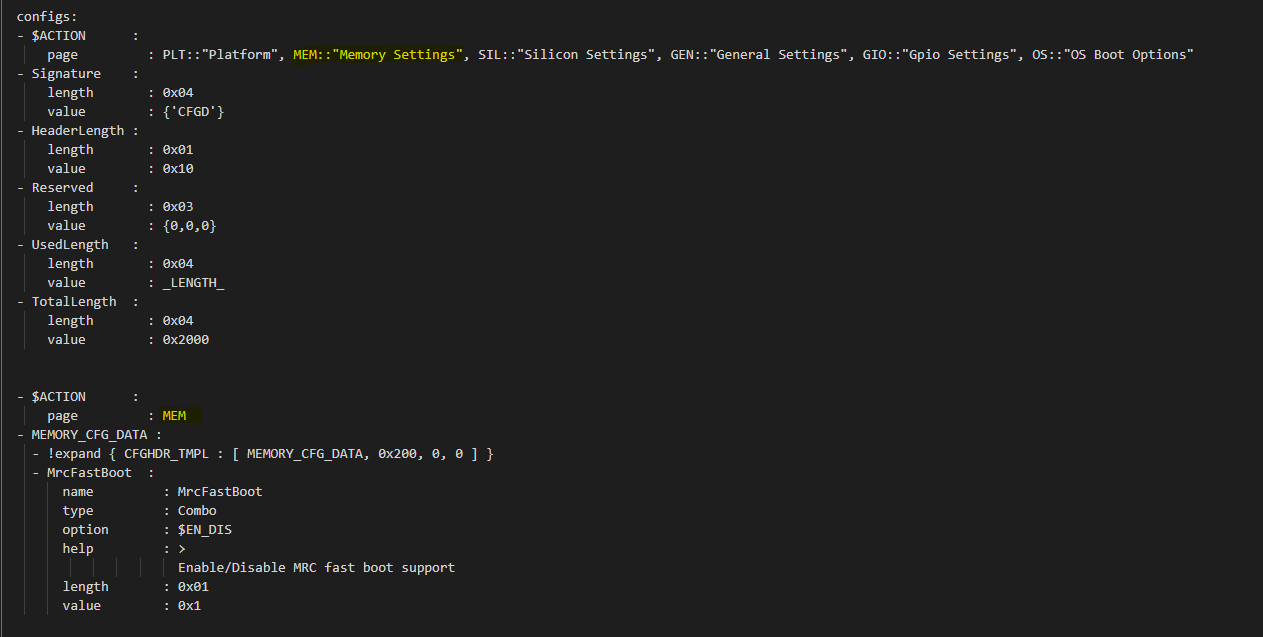 configs:
- $ACTION      :
    page         : PLT::"Platform", MEM::"Memory Settings", SIL::"Silicon Settings", GEN::"General Settings", GIO::"Gpio Settings", OS::"OS Boot Options"
- Signature    :
    length       : 0x04
    value        : {'CFGD'}
- HeaderLength :
    length       : 0x01
    value        : 0x10
- Reserved     :
    length       : 0x03
    value        : {0,0,0}
- UsedLength   :
    length       : 0x04
    value        : _LENGTH_
- TotalLength  :
    length       : 0x04
    value        : 0x2000
- $ACTION      :
    page         : MEM
- MEMORY_CFG_DATA :
  - !expand { CFGHDR_TMPL : [ MEMORY_CFG_DATA, 0x200, 0, 0 ] }
  - MrcFastBoot  :
      name         : MrcFastBoot
      type         : Combo
      option       : $EN_DIS
      help         : >
                     Enable/Disable MRC fast boot support
      length       : 0x01
      value        : 0x1